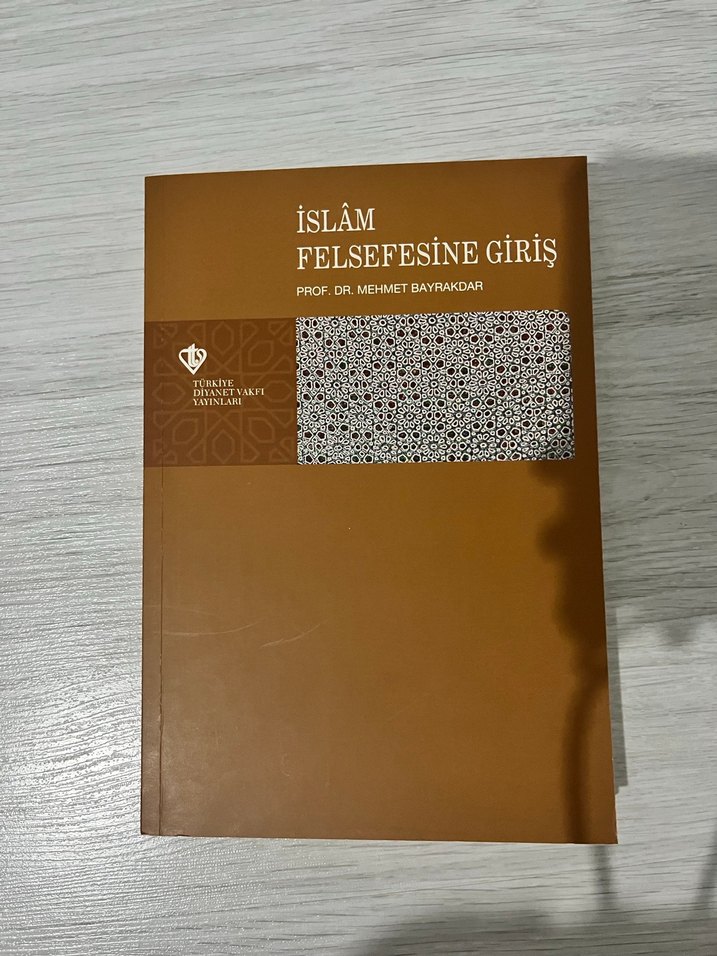 İSLÂM
FELSEFESİNE GİRİŞ
PROF. DR. MEHMET BAYRAKDAR
TÜRKİYE
DİYANET VAKFI
YAYINLARI